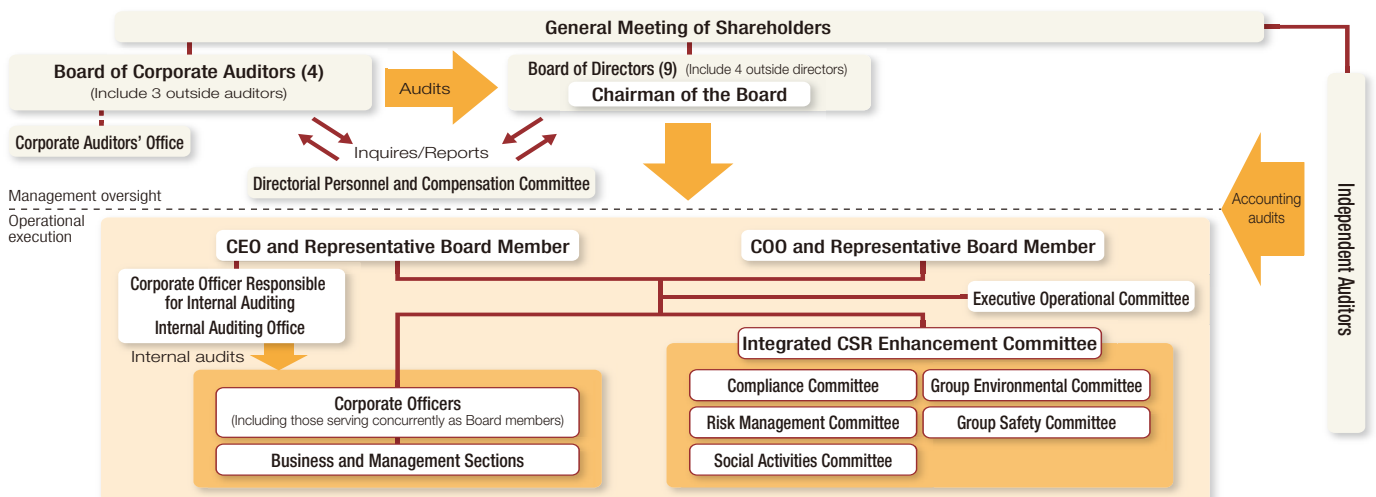 General Meeting of Shareholders
Board of Corporate Auditors (4)
(Include 3 outside auditors)
Audits
Board of Directors (9) (Include 4 outside directors)
Chairman of the Board
Corporate Auditors' Office
Inquires/Reports
Directorial Personnel and Compensation Committee
Independent Auditors
Accounting
audits
Management oversight
Operational
execution
CEO and Representative Board Member
COO and Representative Board Member
Corporate Officer Responsible
for Internal Auditing
Internal Auditing Office
Executive Operational Committee
Internal audits
Integrated CSR Enhancement Committee
Corporate Officers
(Including those serving concurrently as Board members)
Business and Management Sections
Compliance Committee
Group Environmental Committee
Risk Management Committee
Group Safety Committee
Social Activities Committee